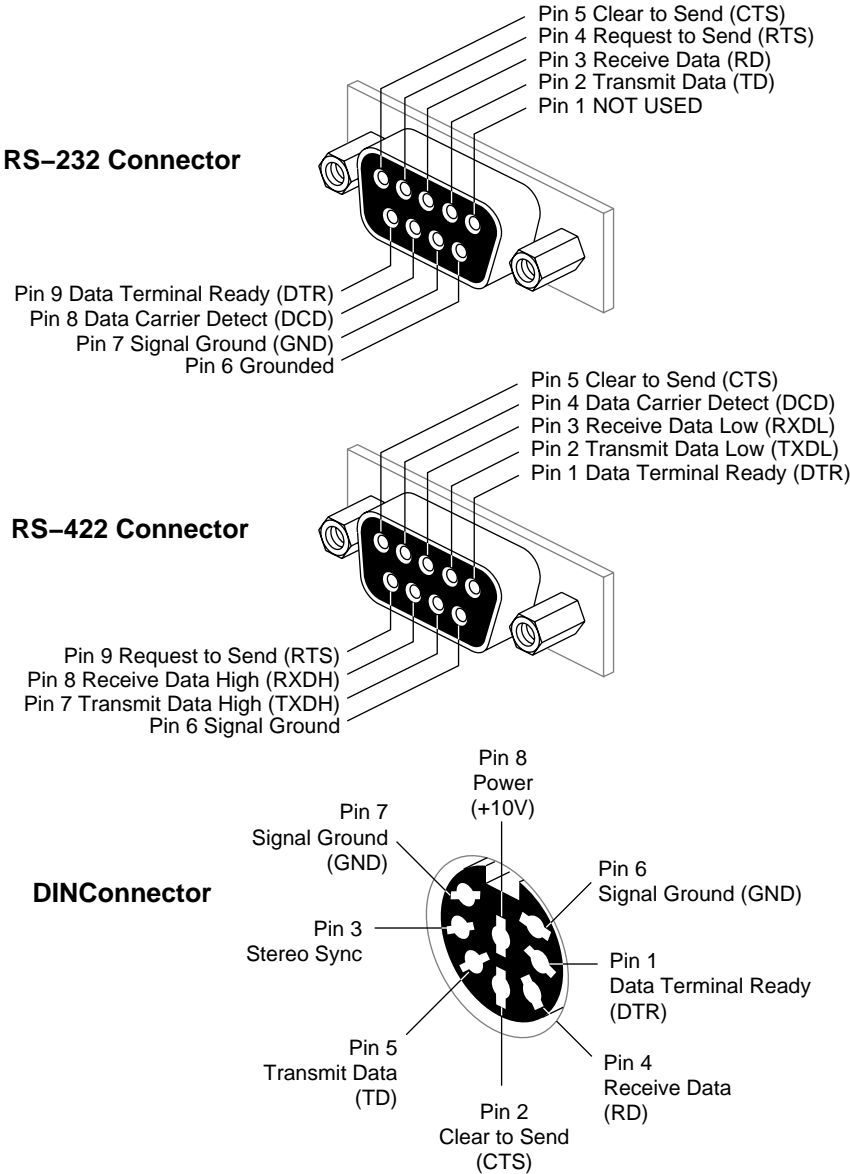 Pin 5 Clear to Send (CTS)
Pin 4 Request to Send (RTS)
Pin 3 Receive Data (RD)
Pin 2 Transmit Data (TD)
Pin 1 NOT USED
RS–232 Connector
Pin 9 Data Terminal Ready (DTR)
Pin 8 Data Carrier Detect (DCD)
Pin 7 Signal Ground (GND)
Pin 6 Grounded
Pin 5 Clear to Send (CTS)
Pin 4 Data Carrier Detect (DCD)
Pin 3 Receive Data Low (RXDL)
Pin 2 Transmit Data Low (TXDL)
Pin 1 Data Terminal Ready (DTR)
RS–422 Connector
Pin 9 Request to Send (RTS)
Pin 8 Receive Data High (RXDH)
Pin 7 Transmit Data High (TXDH)
Pin 6 Signal Ground
Pin 8
Power
(+10V)
Pin 7
Signal Ground
(GND)
Pin 6
Signal Ground (GND)
DINConnector
Pin 3
Stereo Sync
Pin 1
Data Terminal Ready
(DTR)
Pin 5
Transmit Data
(TD)
Pin 4
Receive Data
(RD)
Pin 2
Clear to Send
(CTS)